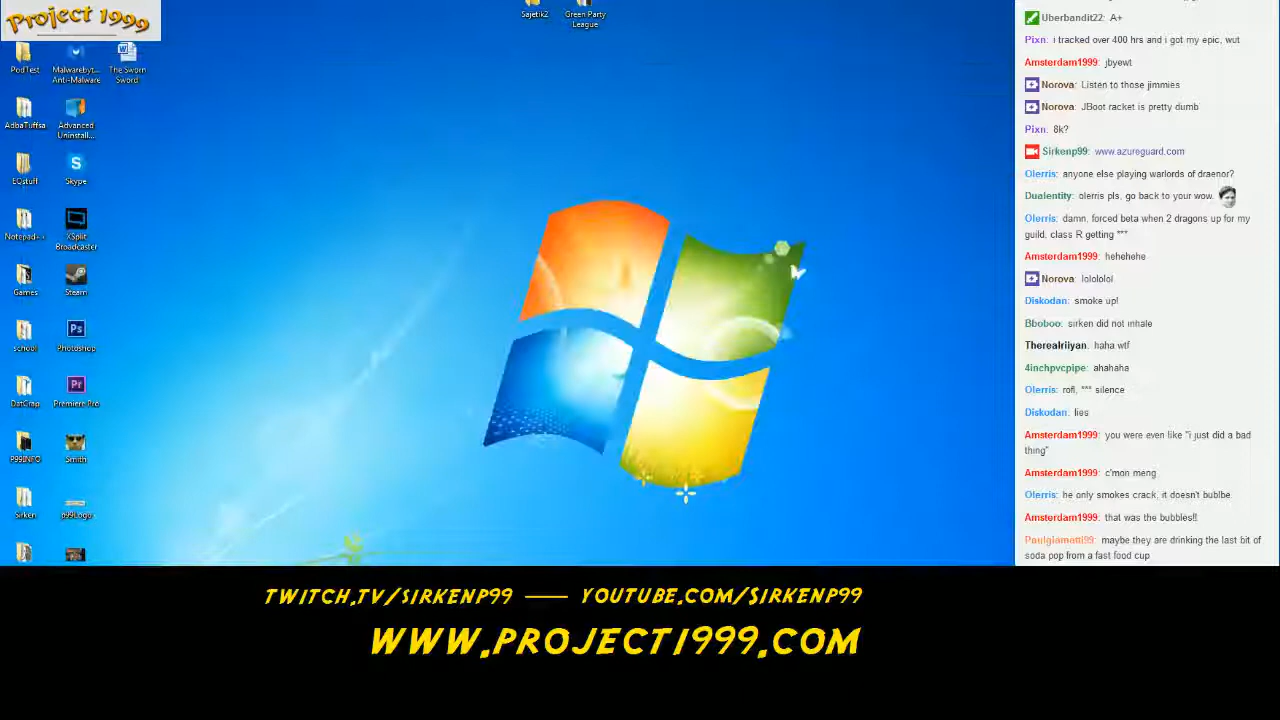 Project 1999
Sajetik2
Green Party
League
PodTest
Malwarebyt...
Anti-Malware
The Sworn
Sword
AdbaTuffsa
Advanced
Uninstall...
EQstuff
Skype
Notepad++
XSplit
Broadcaster
Games
Steam
school
Photoshop
DatCrap
Premiere Pro
P99INFO
Smith
Sirken
p99Logo
Uberbandit22: A+
Pixn: i tracked over 400 hrs and i got my epic, wut
Amsterdam1999: jbyewt
Norova: Listen to those jimmies
Norova: JBoot racket is pretty dumb
Pixn: 8k?
Sirkenp99: www.azureguard.com
Olerris: anyone else playing warlords of draenor?
Dualentity: olerris pls, go back to your wow.
Olerris: damn, forced beta when 2 dragons up for my
guild, class R getting ***
Amsterdam1999: hehehehe
Norova: lolololol
Diskodan: smoke up!
Bboboo: sirken did not inhale
Therealriiyan: haha wtf
4inchpvcpipe: ahahaha
Olerris: rofl, *** silence
Diskodan: lies
Amsterdam1999: you were even like "i just did a bad
thing"
Amsterdam1999: c'mon meng
Olerris: he only smokes crack, it doesn't bublbe
Amsterdam1999: that was the bubbles!!
Paulgiamatti99: maybe they are drinking the last bit of
soda pop from a fast food cup
TWITCH.TV/SIRKENP99 —— YOUTUBE.COM/SIRKENP99
WWW.PROJECT1999.COM